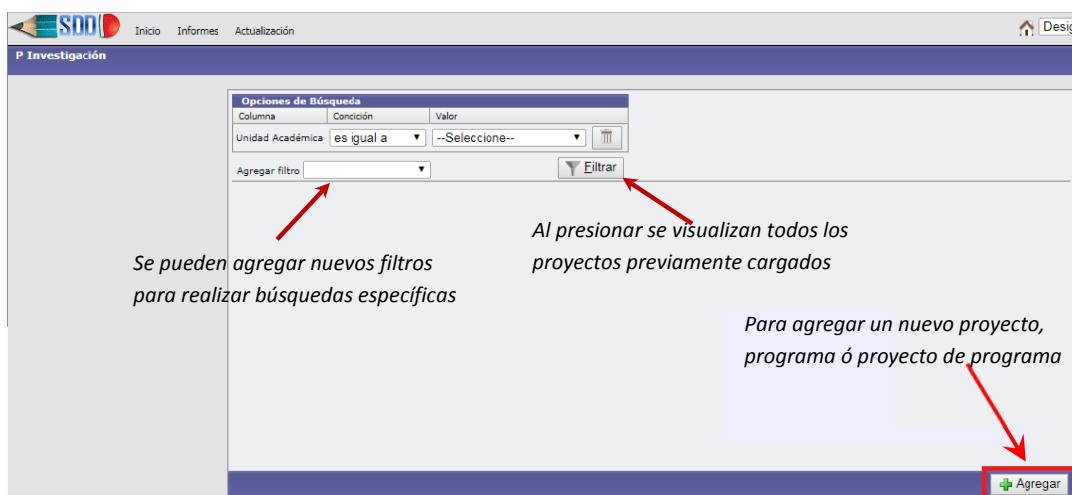 SDD Inicio Informes Actualización Desig
P Investigación
Opciones de Búsqueda
Columna Condición Valor
Unidad Académica es igual a --Seleccione--
Agregar filtro Filtrar
Al presionar se visualizan todos los
proyectos previamente cargados
Se pueden agregar nuevos filtros
para realizar búsquedas específicas
Para agregar un nuevo proyecto,
programa ó proyecto de programa
Agregar